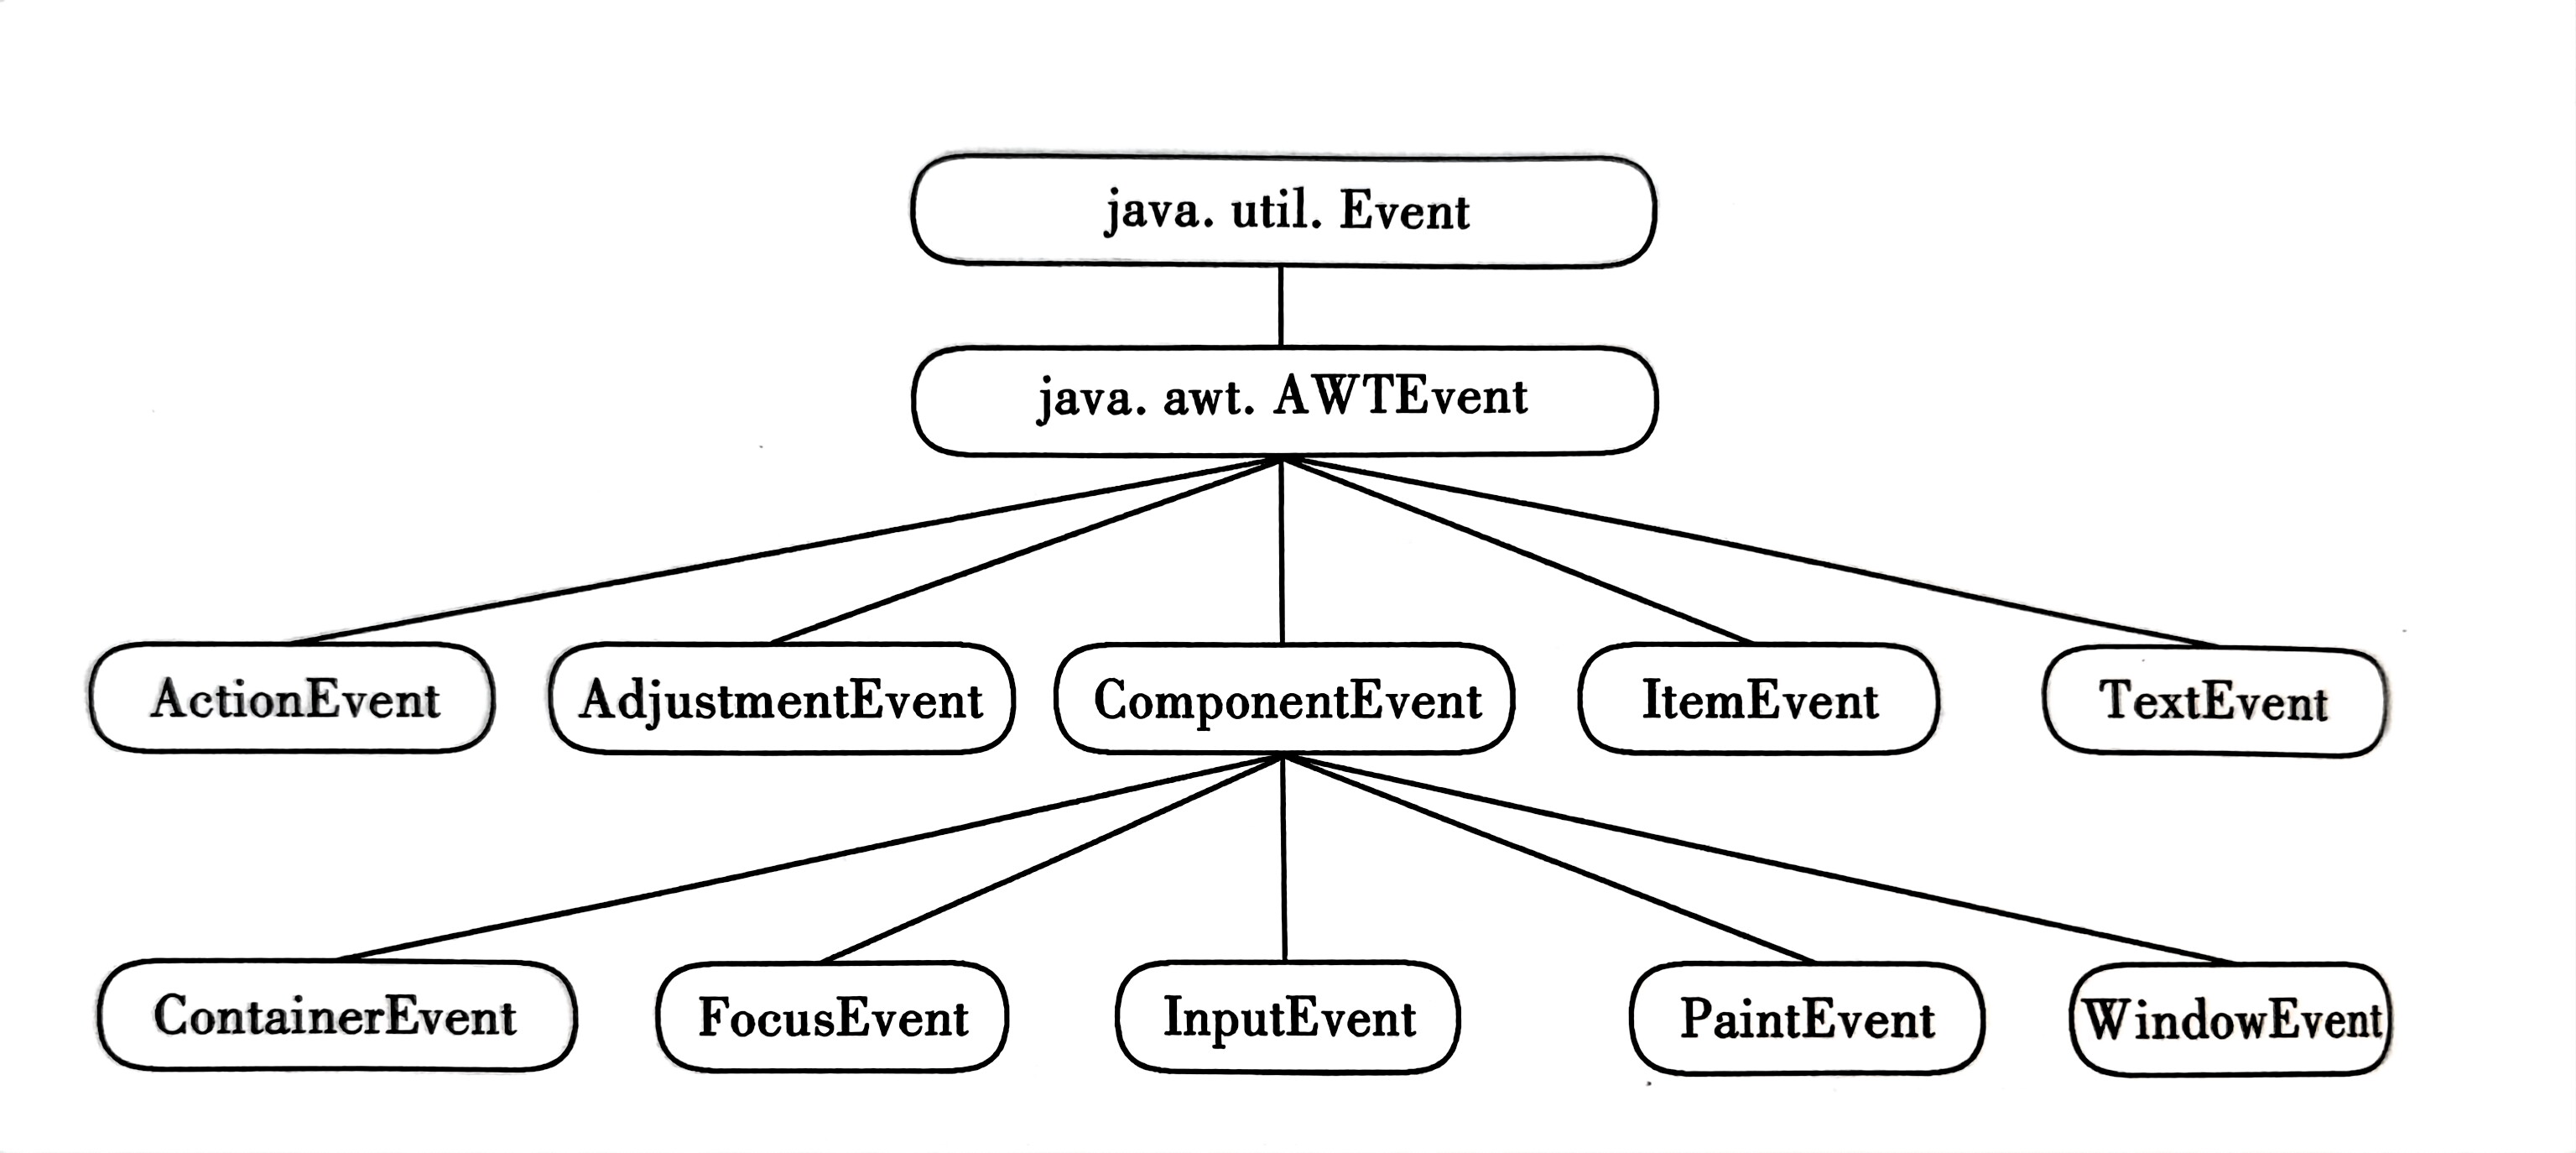 java. util. Event
java. awt. AWTEvent
ActionEvent AdjustmentEvent ComponentEvent ItemEvent TextEvent
ContainerEvent FocusEvent InputEvent PaintEvent WindowEvent